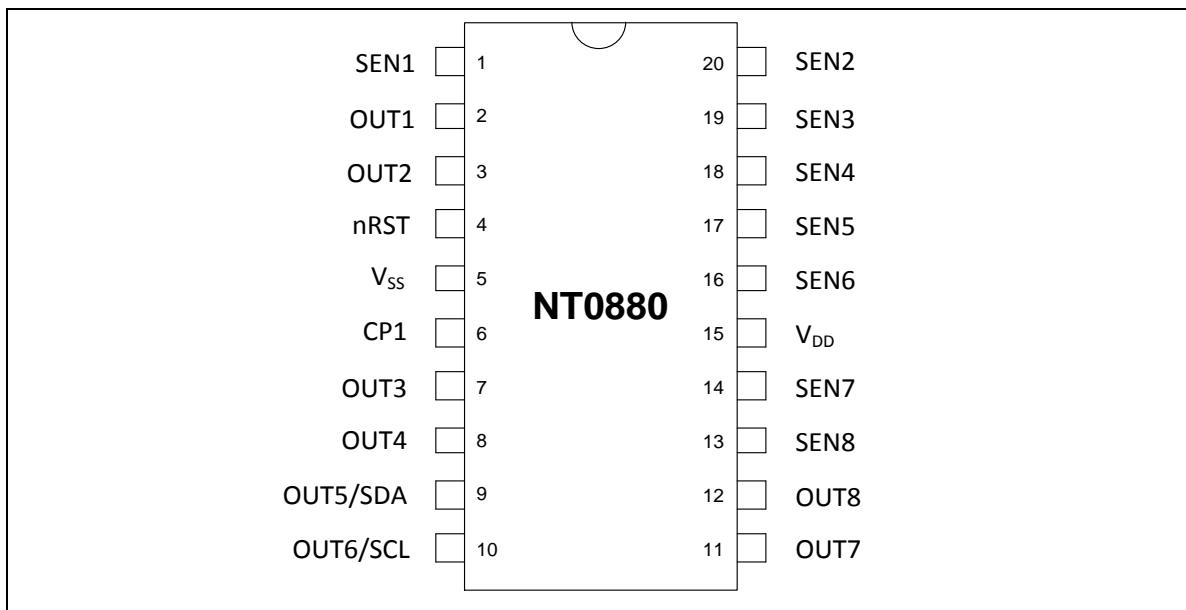 SEN1 1 20 SEN2
OUT1 2 19 SEN3
OUT2 3 18 SEN4
nRST 4 17 SEN5
VSS 5 16 SEN6
NT0880
CP1 6 15 VDD
OUT3 7 14 SEN7
OUT4 8 13 SEN8
OUT5/SDA 9 12 OUT8
OUT6/SCL 10 11 OUT7